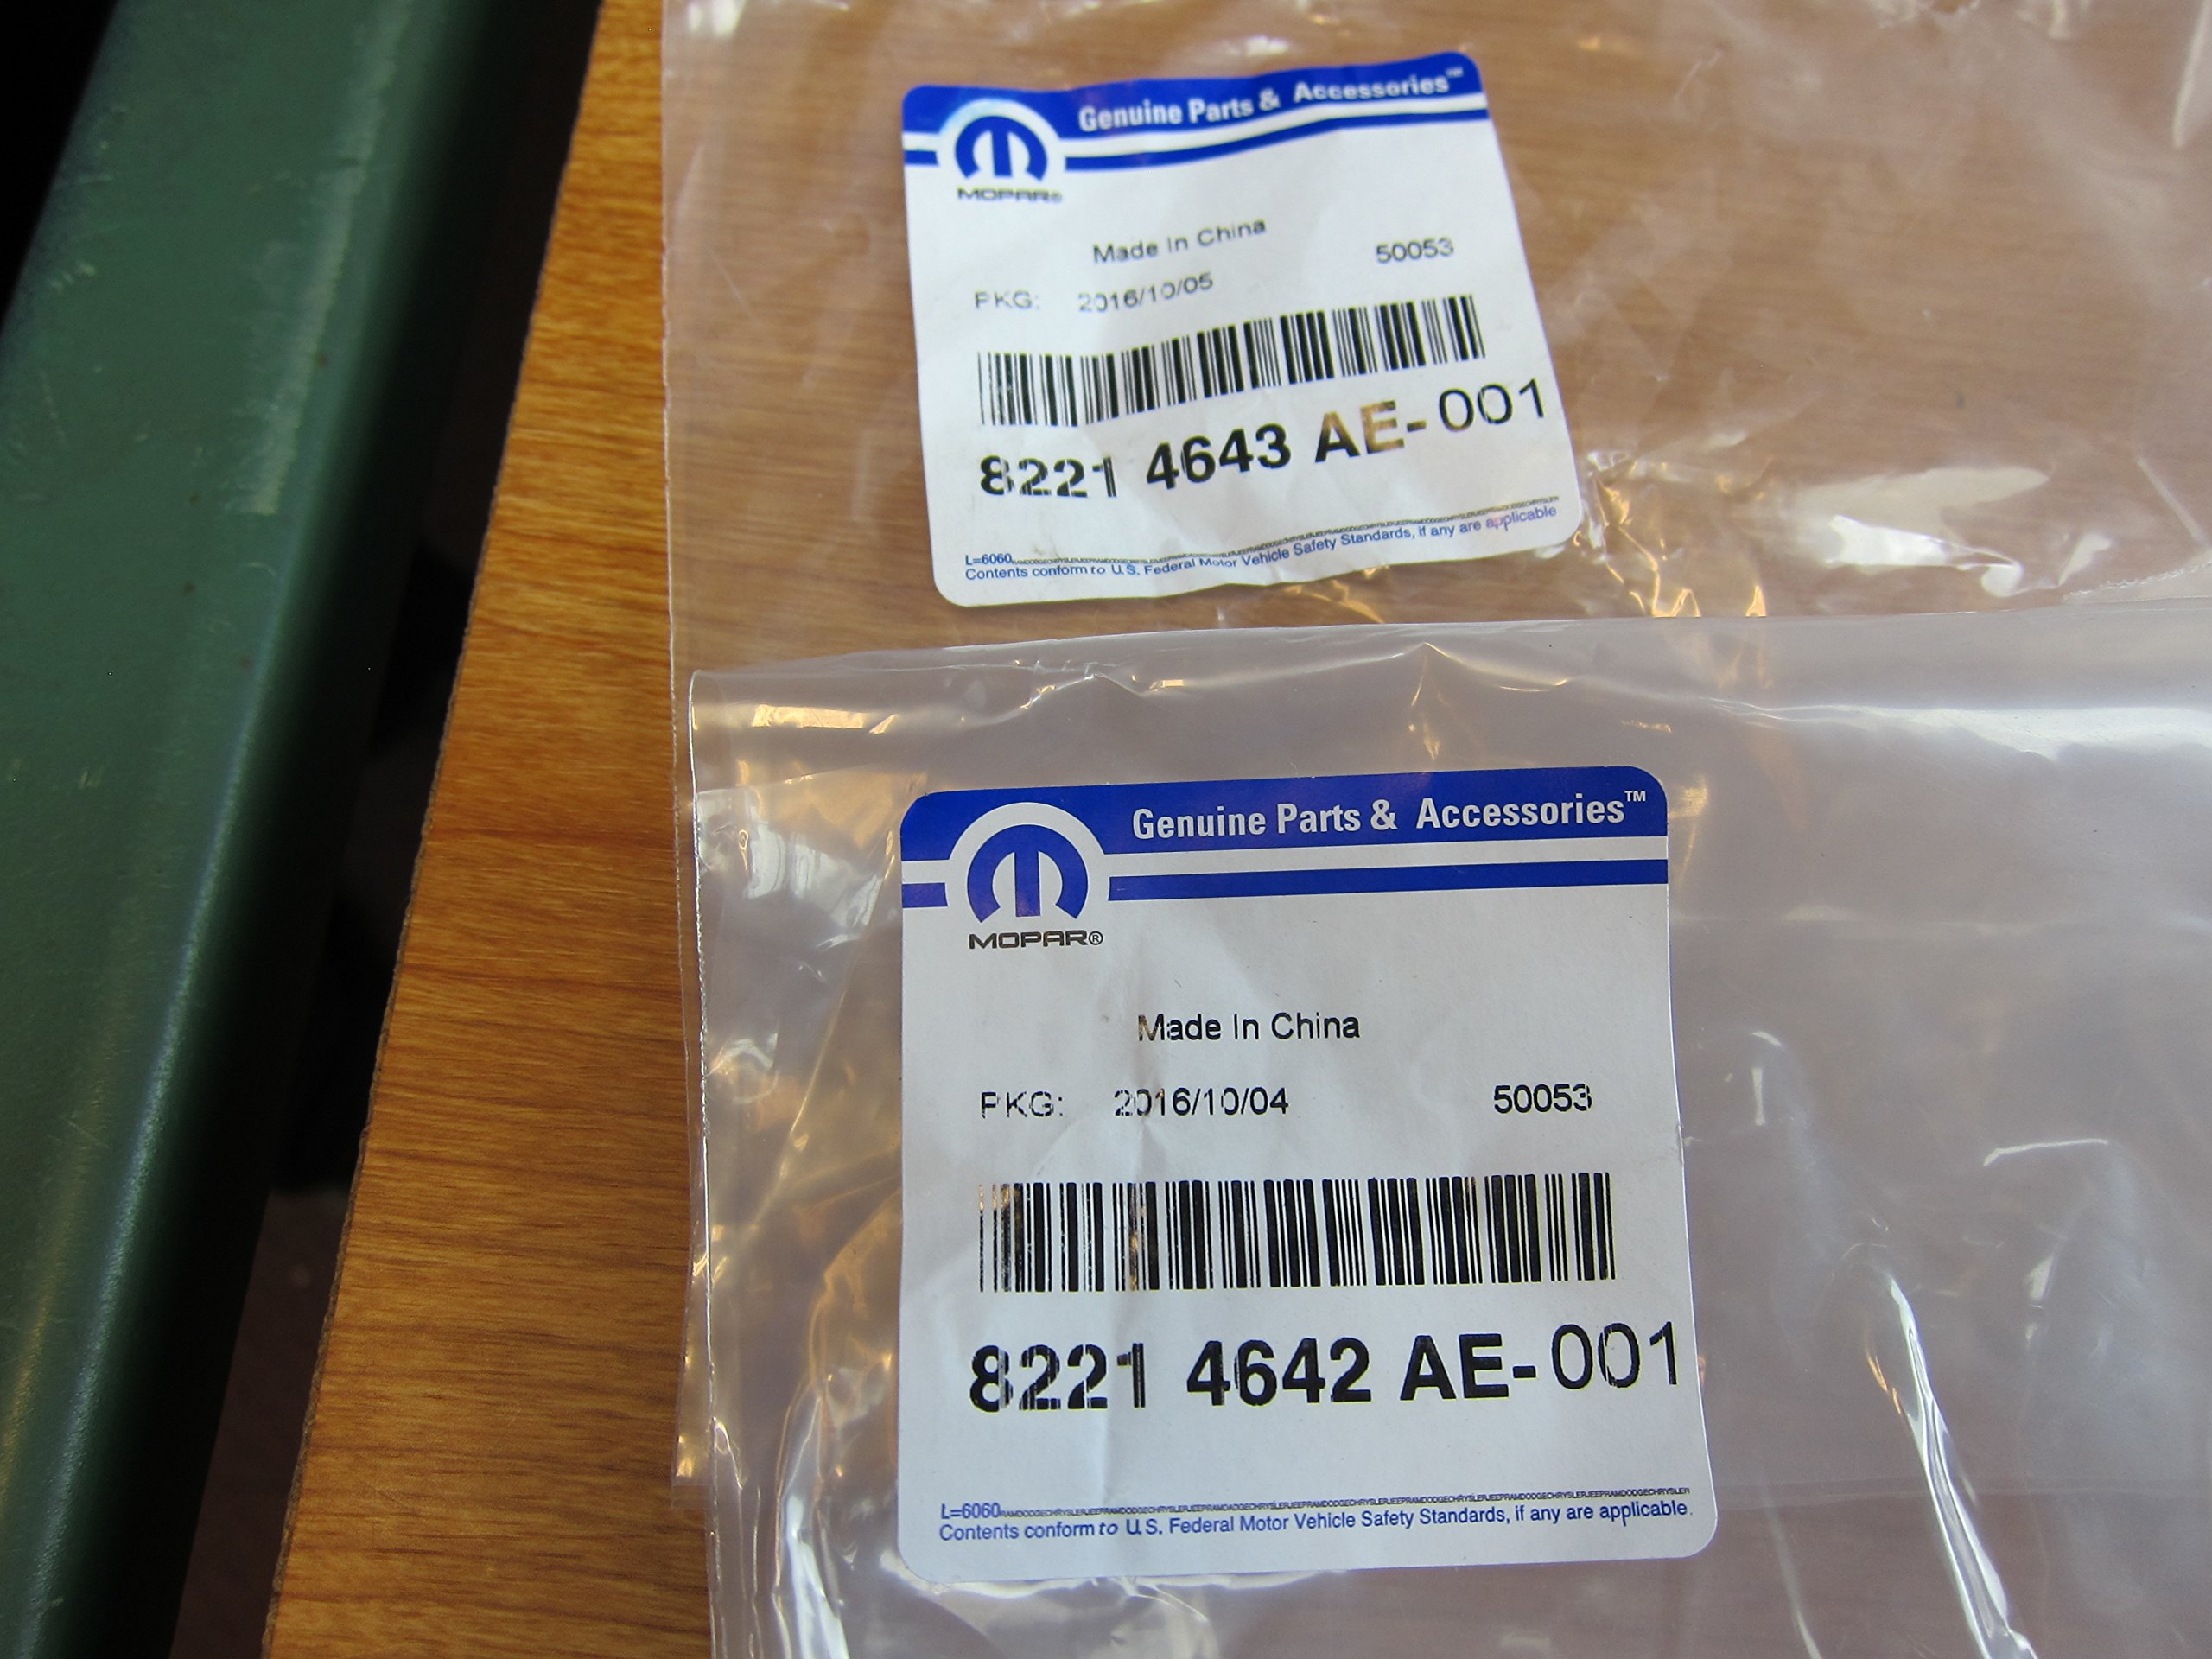 Genuine Parts & Accessories™
MOPAR®
Made In China
PKG: 2016/10/05 50053
8221 4643 AE-001
L=6060
Contents conform to U.S. Federal Motor Vehicle Safety Standards, if any are applicable
Genuine Parts & Accessories™
MOPAR®
Made In China
PKG: 2016/10/04 50053
8221 4642 AE-001
L=6060
Contents conform to U.S. Federal Motor Vehicle Safety Standards, if any are applicable.